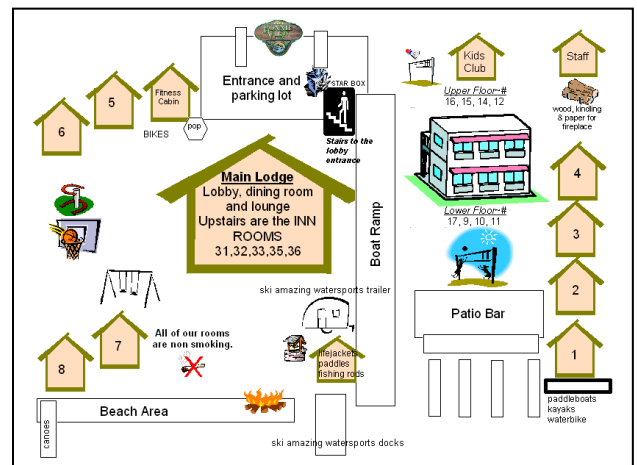 Entrance and
parking lot
STAR BOX
Stairs to the
lobby
entrance
Kids
Club
Staff
Upper Floor~#
16, 15, 14, 12
wood, kindling
& paper for
fireplace
5
Fitness
Cabin
6
BIKES
pop
Main Lodge
Lobby, dining room
and lounge
Upstairs are the INN
ROOMS
31,32,33,35,36
Boat Ramp
4
Lower Floor~#
17, 9, 10, 11
3
2
1
ski amazing watersports trailer
Patio Bar
All of our rooms
are non smoking.
7
8
lifejackets
paddles
fishing rods
paddleboats
kayaks
waterbike
Beach Area
canoes
ski amazing watersports docks